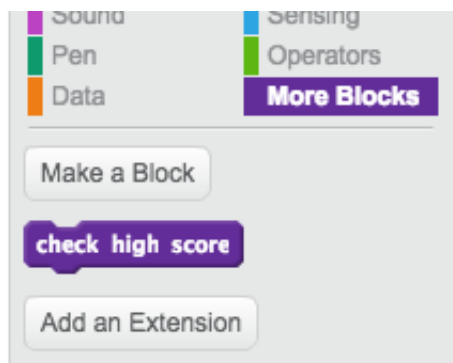 Sound Sensing
Pen Operators
Data More Blocks
Make a Block
check high score
Add an Extension